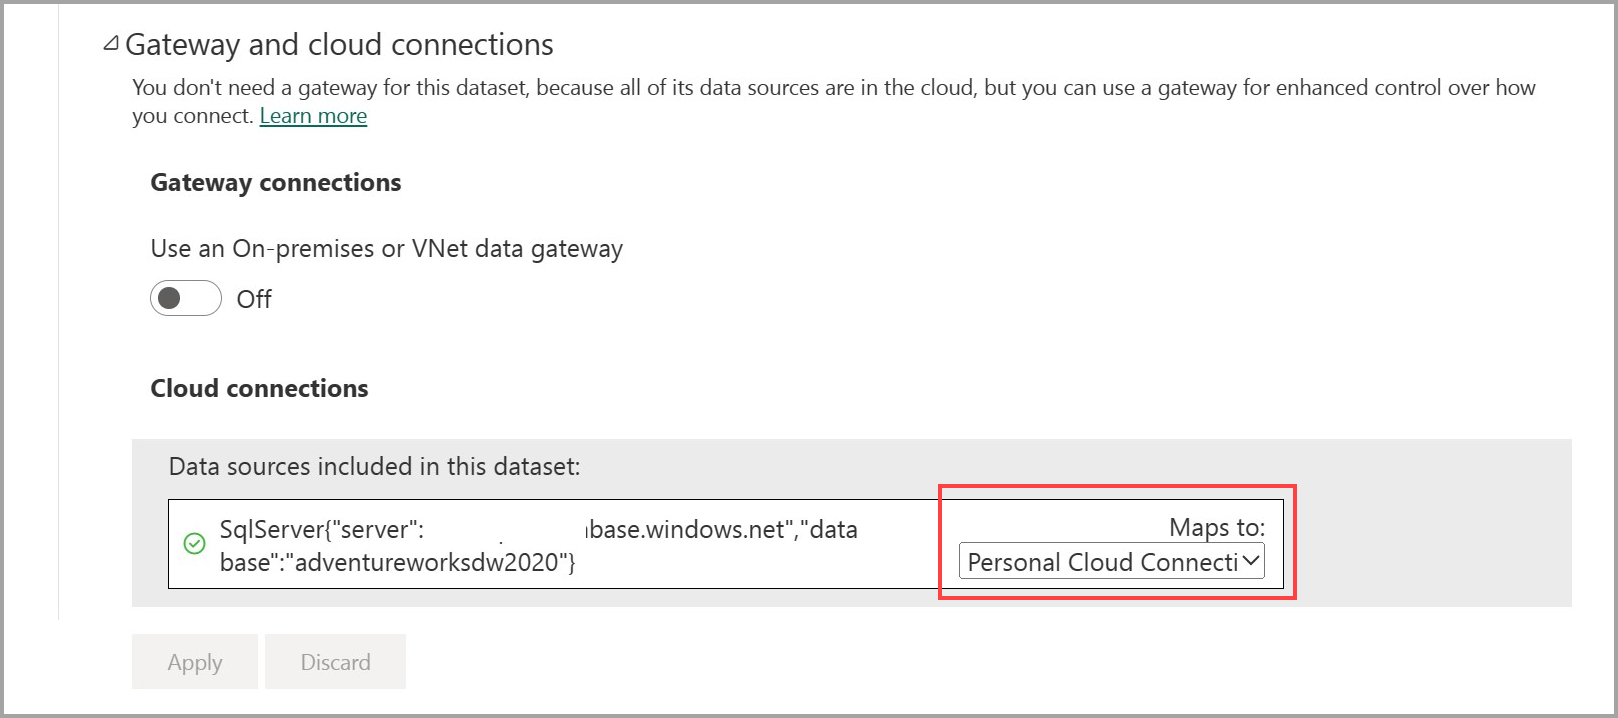 Gateway and cloud connections
You don't need a gateway for this dataset, because all of its data sources are in the cloud, but you can use a gateway for enhanced control over how
you connect. Learn more
Gateway connections
Use an On-premises or VNet data gateway
Off
Cloud connections
Data sources included in this dataset:
SqlServer{"server": base.windows.net","data
base":"adventureworksdw2020"}
Maps to:
Personal Cloud Connecti
Apply
Discard